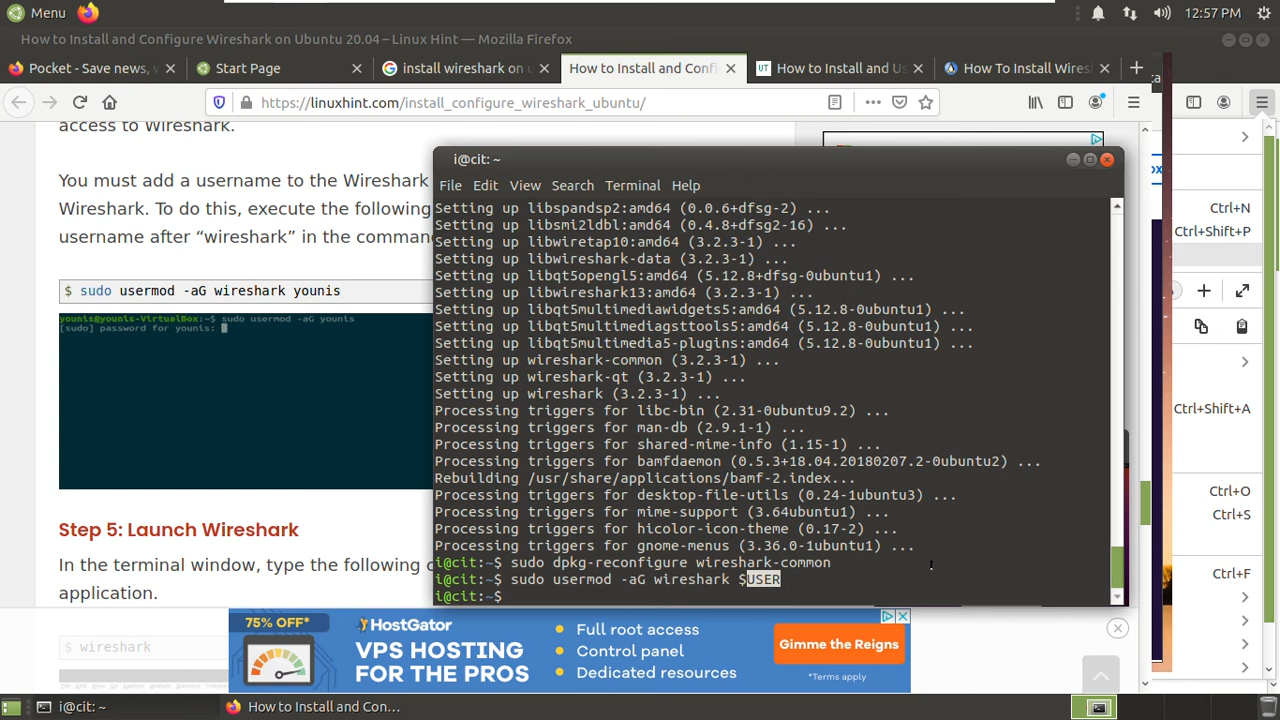 Menu
12:57 PM
How to Install and Configure Wireshark on Ubuntu 20.04 – Linux Hint — Mozilla Firefox
Pocket - Save news,
Start Page
install wireshark on u
How to Install and Confi
UT
How to Install and Us
How To Install Wires
https://linuxhint.com/install_configure_wireshark_ubuntu/
access to Wireshark.
You must add a username to the Wireshark
Wireshark. To do this, execute the following
username after “wireshark” in the comman
$ sudo usermod -aG wireshark younis
younis@younis-VirtualBox:~$ sudo usermod -aG younis
[sudo] password for younis:
Step 5: Launch Wireshark
In the terminal window, type the following c
application.
$ wireshark
i@cit: ~
File Edit View Search Terminal Help
Setting up libspandsp2:amd64 (0.0.6+dfsg-2) ...
Setting up libsmi2ldbl:amd64 (0.4.8+dfsg2-16) ...
Setting up libwiretap10:amd64 (3.2.3-1) ...
Setting up libwireshark-data (3.2.3-1) ...
Setting up libqt5opengl5:amd64 (5.12.8+dfsg-0ubuntu1) ...
Setting up libwireshark13:amd64 (3.2.3-1) ...
Setting up libqt5multimediawidgets5:amd64 (5.12.8-0ubuntu1) ...
Setting up libqt5multimediagsttools5:amd64 (5.12.8-0ubuntu1) ...
Setting up libqt5multimedia5-plugins:amd64 (5.12.8-0ubuntu1) ...
Setting up wireshark-common (3.2.3-1) ...
Setting up wireshark-qt (3.2.3-1) ...
Setting up wireshark (3.2.3-1) ...
Processing triggers for libc-bin (2.31-0ubuntu9.2) ...
Processing triggers for man-db (2.9.1-1) ...
Processing triggers for shared-mime-info (1.15-1) ...
Processing triggers for bamfdaemon (0.5.3+18.04.20180207.2-0ubuntu2) ...
Rebuilding /usr/share/applications/bamf-2.index...
Processing triggers for desktop-file-utils (0.24-1ubuntu3) ...
Processing triggers for mime-support (3.64ubuntu1) ...
Processing triggers for hicolor-icon-theme (0.17-2) ...
Processing triggers for gnome-menus (3.36.0-1ubuntu1) ...
i@cit:~$ sudo dpkg-reconfigure wireshark-common
i@cit:~$ sudo usermod -aG wireshark $USER
i@cit:~$
Ctrl+N
Ctrl+Shift+P
Ctrl+Shift+A
Ctrl+O
Ctrl+S
Ctrl+F
75% OFF*
HostGator
VPS HOSTING
FOR THE PROS
Full root access
Control panel
Dedicated resources
Gimme the Reigns
*Terms apply
i@cit: ~
How to Install and Con...